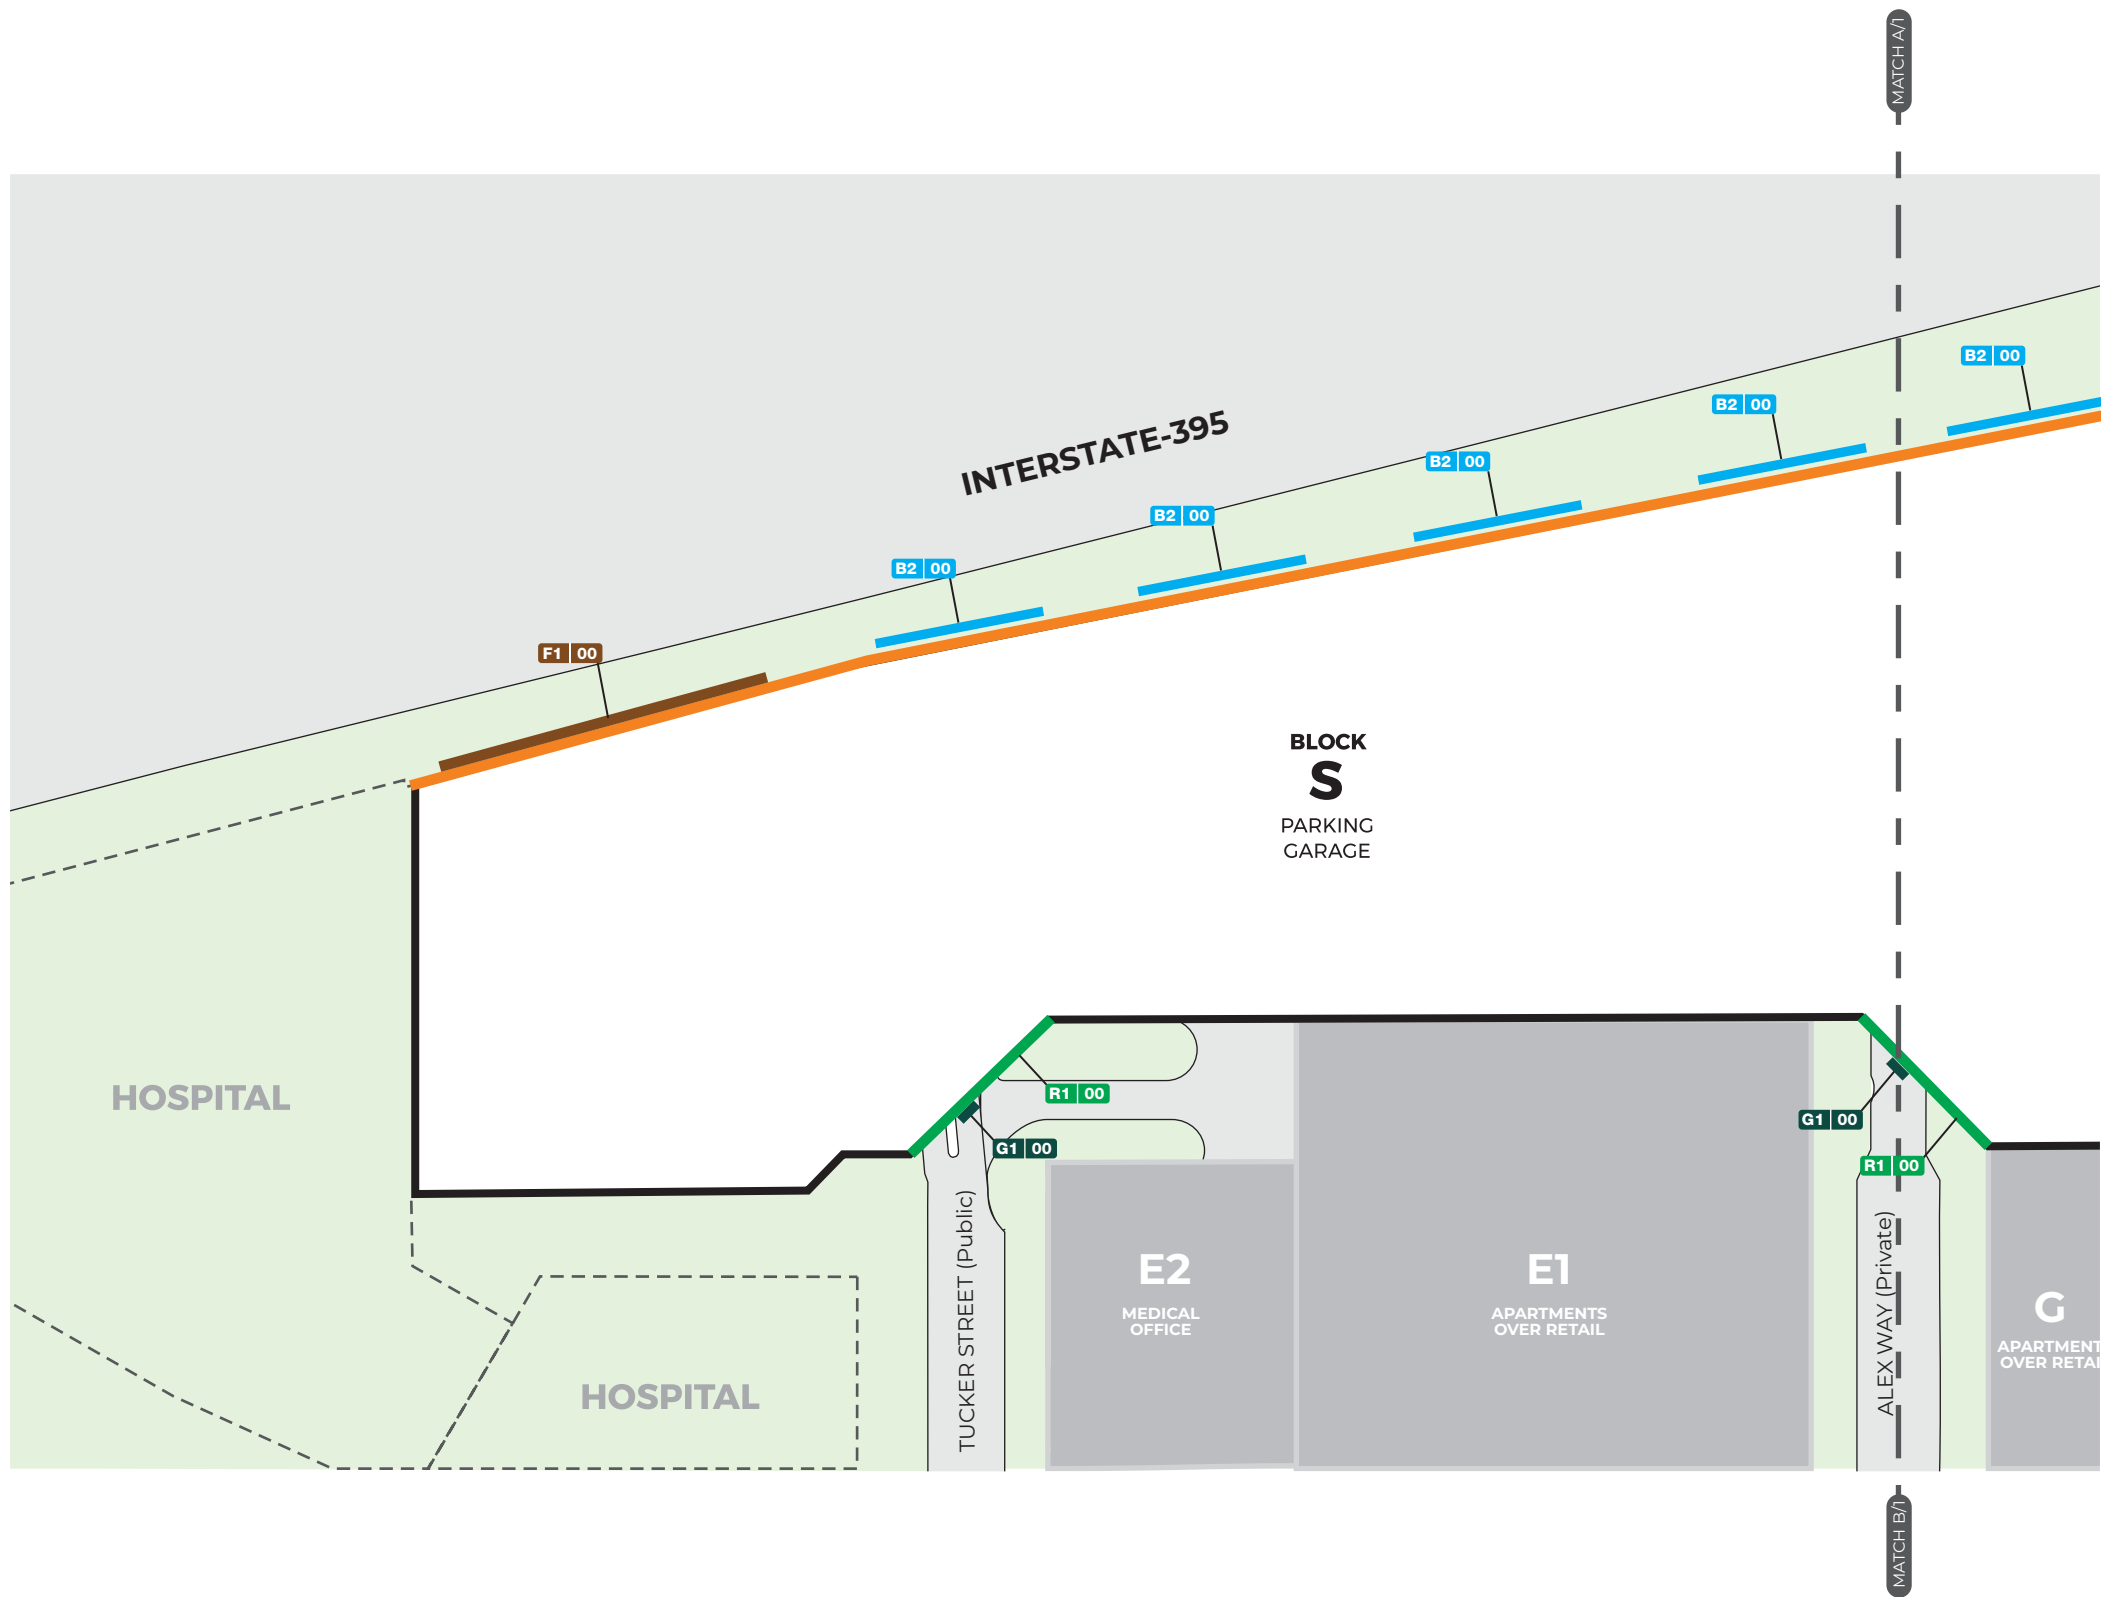 MATCH A/1
B2 00
B2 00
INTERSTATE-395
B2 00
B2 00
B2 00
F1 00
BLOCK
S
PARKING
GARAGE
HOSPITAL
R1 00
G1 00
G1 00
R1 00
TUCKER STREET (Public)
E2
MEDICAL
OFFICE
E1
APARTMENTS
OVER RETAIL
ALEX WAY (Private)
G
APARTMENT
OVER RETAI
HOSPITAL
MATCH B/1